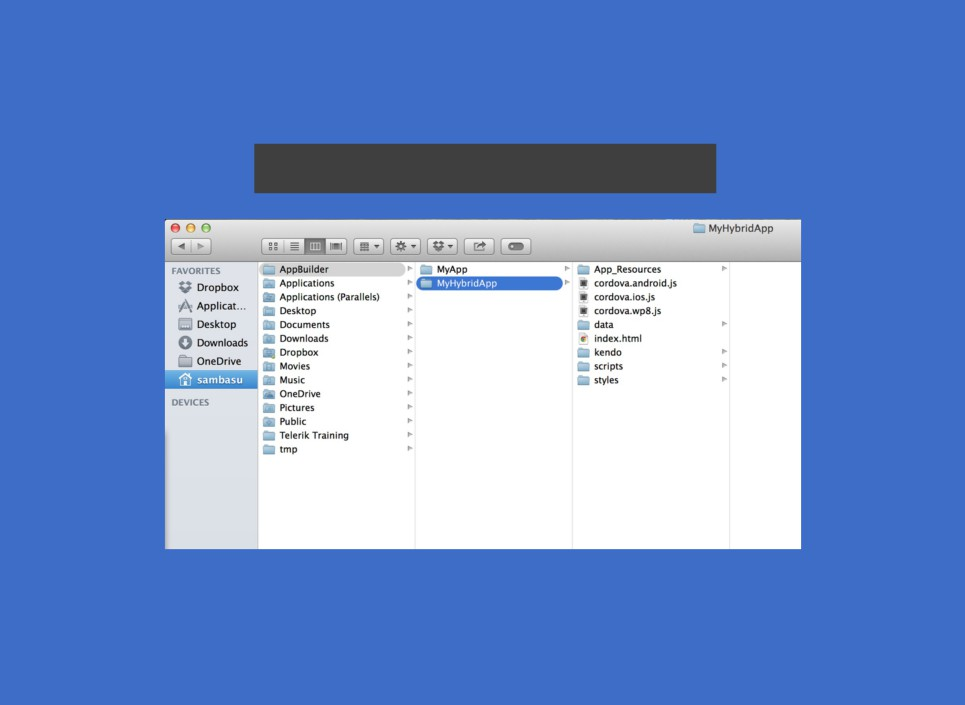 MyHybridApp
FAVORITES
Dropbox
Applicat...
Desktop
Downloads
OneDrive
sambasu
DEVICES
AppBuilder
Applications
Applications (Parallels)
Desktop
Documents
Downloads
Dropbox
Movies
Music
OneDrive
Pictures
Public
Telerik Training
tmp
MyApp
MyHybridApp
App_Resources
cordova.android.js
cordova.ios.js
cordova.wp8.js
data
index.html
kendo
scripts
styles